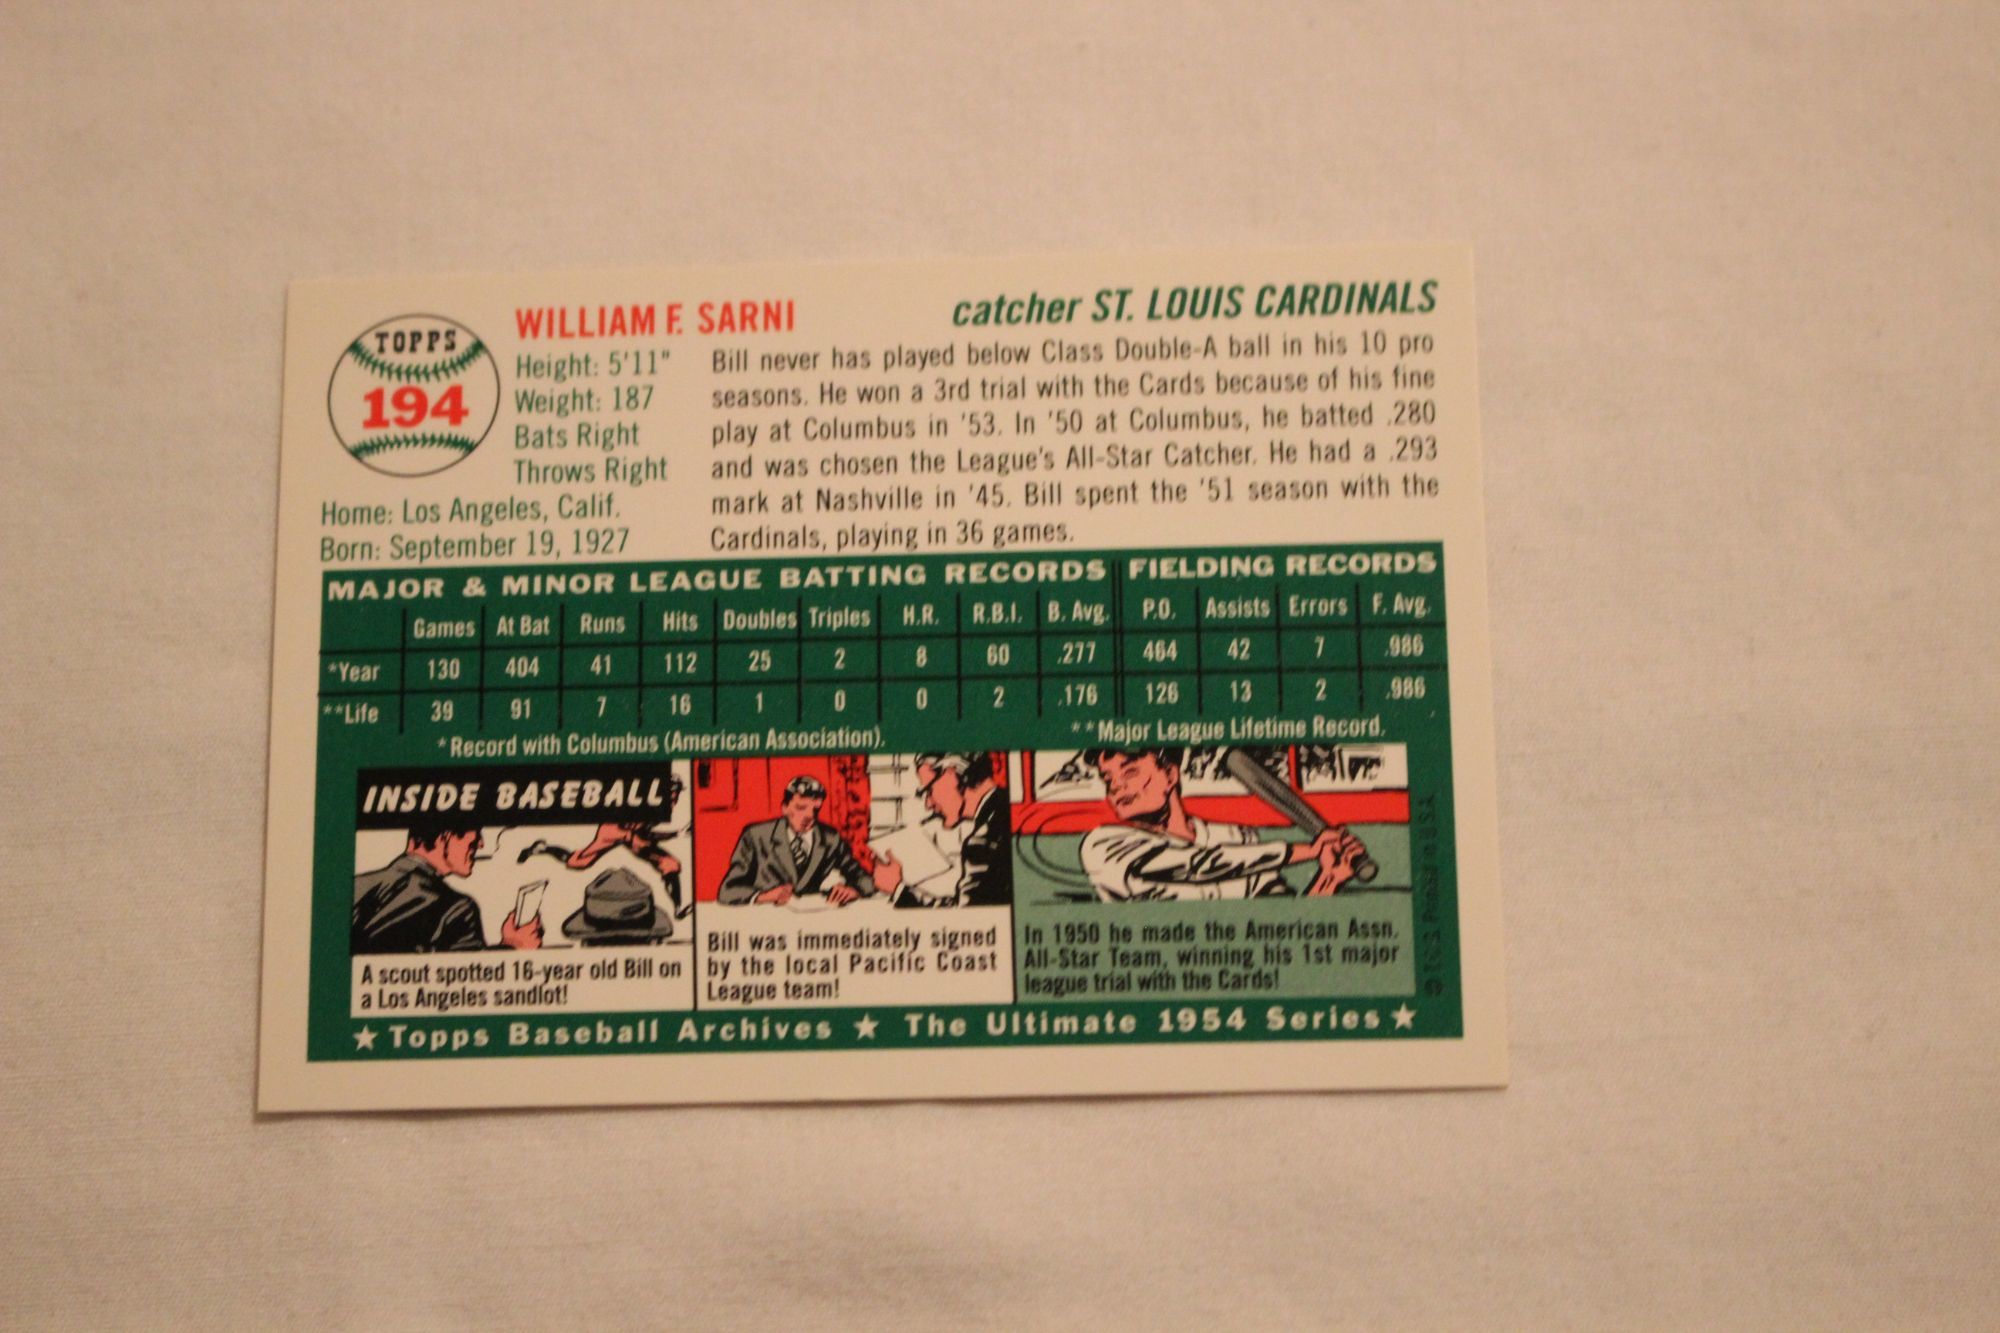 TOPPS
194
WILLIAM F. SARNI
catcher ST. LOUIS CARDINALS
Height: 5'11"
Weight: 187
Bats Right
Throws Right
Home: Los Angeles, Calif.
Born: September 19, 1927
Bill never has played below Class Double-A ball in his 10 pro
seasons. He won a 3rd trial with the Cards because of his fine
play at Columbus in '53. In '50 at Columbus, he batted .280
and was chosen the League's All-Star Catcher. He had a .293
mark at Nashville in '45. Bill spent the '51 season with the
Cardinals, playing in 36 games.
MAJOR & MINOR LEAGUE BATTING RECORDS FIELDING RECORDS
Games At Bat Runs Hits Doubles Triples H.R. R.B.I. B. Avg. P.O. Assists Errors F. Avg.
*Year 130 404 41 112 25 2 8 60 .277 464 42 7 .986
**Life 39 91 7 16 1 0 0 2 .176 126 13 2 .986
*Record with Columbus (American Association). **Major League Lifetime Record.
INSIDE BASEBALL
A scout spotted 16-year old Bill on
a Los Angeles sandlot!
Bill was immediately signed
by the local Pacific Coast
League team!
In 1950 he made the American Assn.
All-Star Team, winning his 1st major
league trial with the Cards!
© T.C.G. Printed in U.S.A.
★ Topps Baseball Archives ★ The Ultimate 1954 Series ★